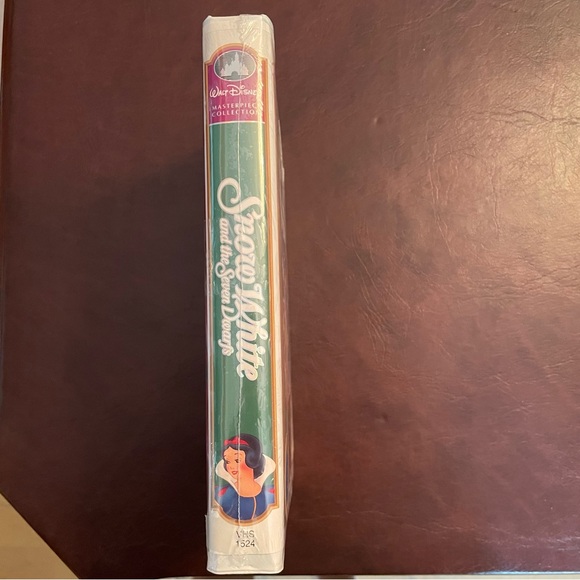 WALT DISNEY
MASTERPIECE
COLLECTION
Snow White
and the Seven Dwarfs
VHS
1524